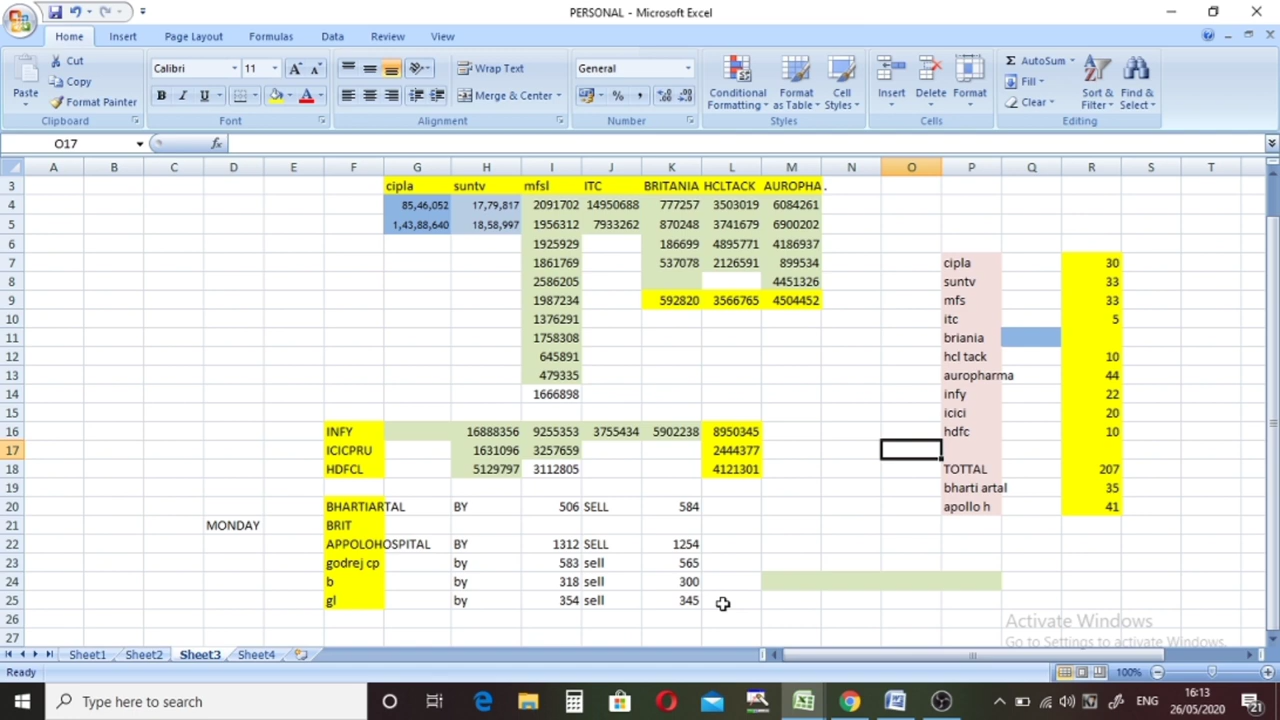 PERSONAL - Microsoft Excel
Home Insert Page Layout Formulas Data Review View
Paste Cut Calibri 11 A A Wrap Text General Conditional Formatting Format as Table Cell Styles Insert Delete Format Σ AutoSum Sort & Filter Find & Select
Copy Merge & Center Fill
Format Painter B I U A % , Clear
Clipboard Font Alignment Number Styles Cells Editing
O17 fx
A B C D E F G H I J K L M N O P Q R S T
3 cipla suntv mfsl ITC BRITANIA HCLTACK AUROPHA .
4 85,46,052 17,79,817 2091702 14950688 777257 3503019 6084261
5 1,43,88,640 18,58,997 1956312 7933262 870248 3741679 6900202
6 1925929 186699 4895771 4186937
7 1861769 537078 2126591 899534 cipla 30
8 2586205 4451326 suntv 33
9 1987234 592820 3566765 4504452 mfs 33
10 1376291 itc 5
11 1758308 briania
12 645891 hcl tack 10
13 479335 auropharma 44
14 1666898 infy 22
15 icici 20
16 INFY 16888356 9255353 3755434 5902238 8950345 hdfc 10
17 ICICPRU 1631096 3257659 2444377
18 HDFCL 5129797 3112805 4121301 TOTTAL 207
19 bharti artal 35
20 BHARTIARTAL BY 506 SELL 584 apollo h 41
21 MONDAY BRIT
22 APPOLOHOSPITAL BY 1312 SELL 1254
23 godrej cp by 583 sell 565
24 b by 318 sell 300
25 gl by 354 sell 345
26
27
Activate Windows
Go to Settings to activate Windows.
Sheet1 Sheet2 Sheet3 Sheet4
Ready 100%
Type here to search ENG 16:13
26/05/2020 21